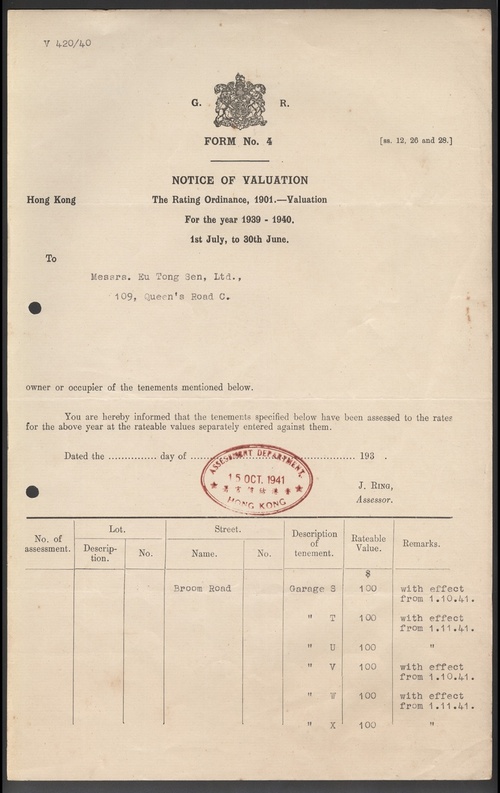 V 420/40
G. R.
FORM No. 4 [ss. 12, 26 and 28.]
NOTICE OF VALUATION
Hong Kong The Rating Ordinance, 1901.—Valuation
For the year 1939 - 1940.
1st July, to 30th June.
To
Messrs. Eu Tong Sen, Ltd.,
109, Queen's Road C.
owner or occupier of the tenements mentioned below.
You are hereby informed that the tenements specified below have been assessed to the rates
for the above year at the rateable values separately entered against them.
Dated the ............... day of ............................................. 193 .
ASSESSMENT DEPARTMENT.
15 OCT. 1941
HONG KONG
J. RING,
Assessor.
No. of assessment. Lot. Street. Description of tenement. Rateable Value. Remarks.
Description. No. Name. No.
$
Broom Road Garage S 100 with effect
from 1.10.41.
" T 100 with effect
from 1.11.41.
" U 100 "
" V 100 with effect
from 1.10.41.
" W 100 with effect
from 1.11.41.
" X 100 "